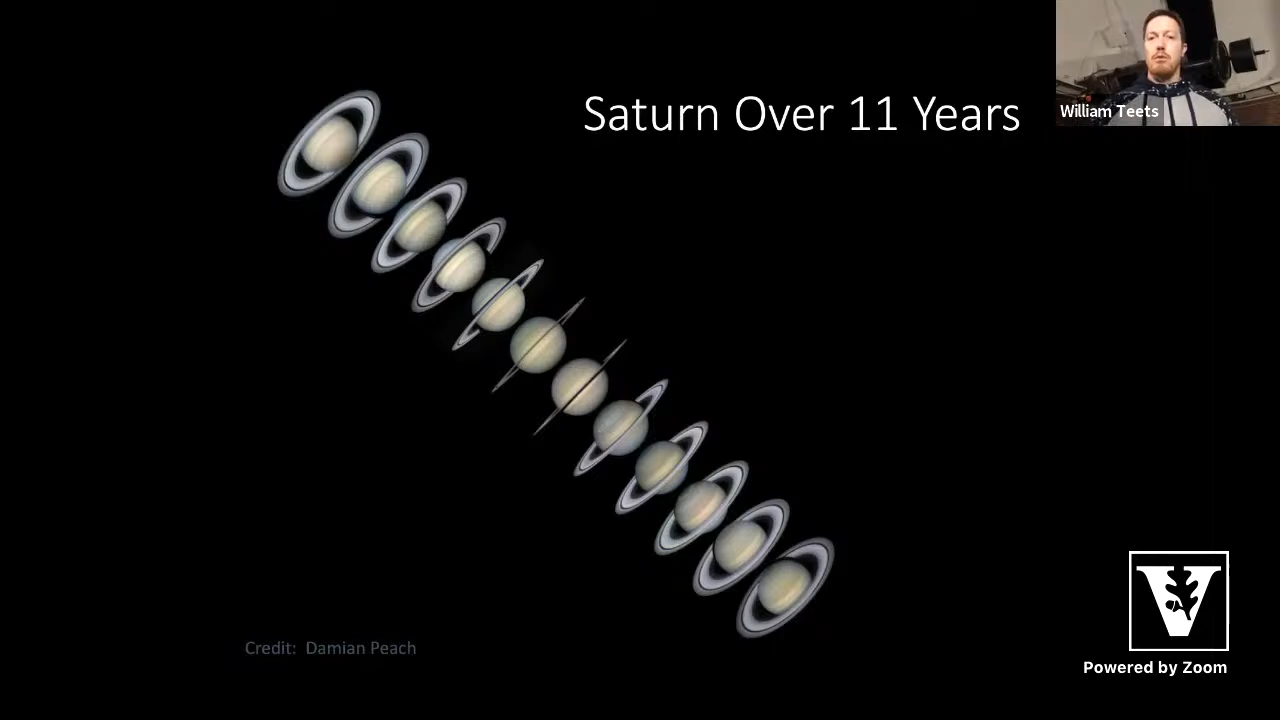 Saturn Over 11 Years
William Teets
Credit: Damian Peach
V
Powered by Zoom